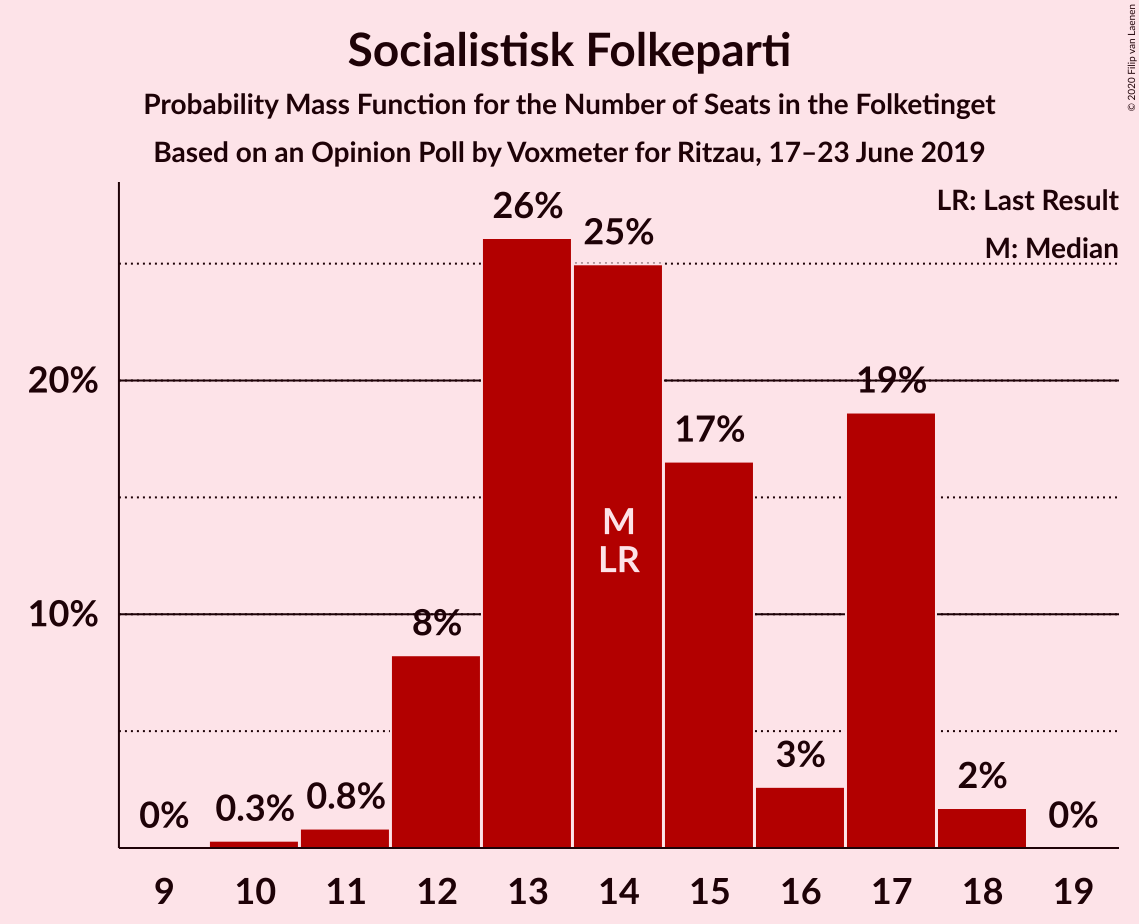 Socialistisk Folkeparti
Probability Mass Function for the Number of Seats in the Folketinget
Based on an Opinion Poll by Voxmeter for Ritzau, 17–23 June 2019
© 2020 Filip van Laenen
LR: Last Result
M: Median
26%
25%
20%
19%
17%
M
LR
10%
8%
3%
2%
0.8%
0.3%
0%
0%
9 10 11 12 13 14 15 16 17 18 19